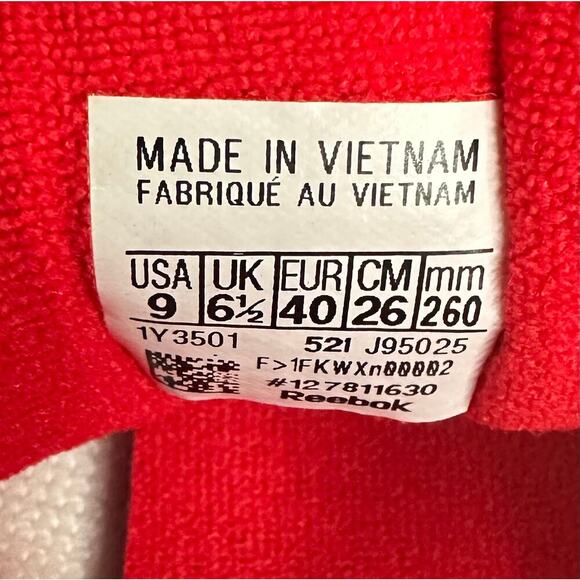 MADE IN VIETNAM
FABRIQUÉ AU VIETNAM
USA UK EUR CM mm
9 6½ 40 26 260
1Y3501 521 J95025
F>1FKWXn00002
#127811630
Reebok